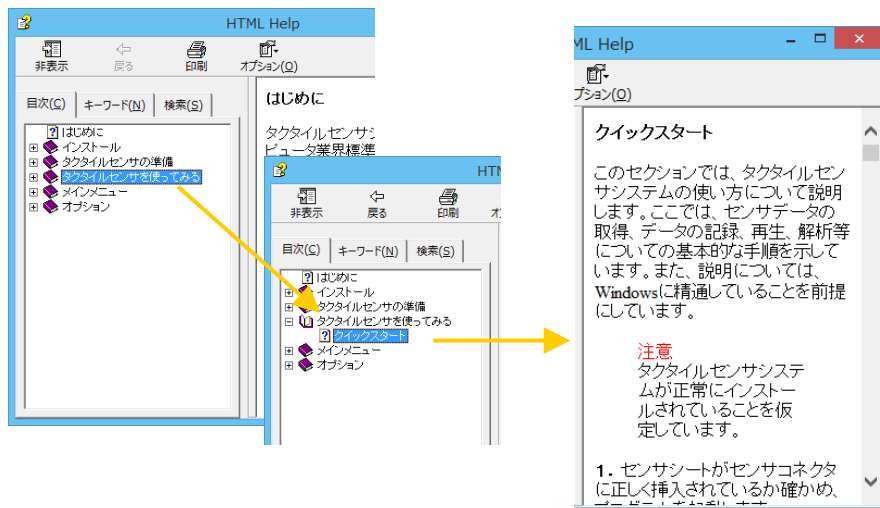 HTML Help
非表示
戻る
印刷
オプション(O)
目次(C)
キーワード(N)
検索(S)
はじめに
インストール
タクタイルセンサの準備
タクタイルセンサを使ってみる
メインメニュー
オプション
はじめに
タクタイルセンサシ
ピュータ業界標準
HT
非表示
戻る
印刷
目次(C)
キーワード(N)
検索(S)
はじめに
インストール
タクタイルセンサの準備
タクタイルセンサを使ってみる
クイックスタート
メインメニュー
オプション
ML Help
プション(O)
クイックスタート
このセクションでは、タクタイルセン
サシステムの使い方について説明
します。ここでは、センサデータの
取得、データの記録、再生、解析等
についての基本的な手順を示して
います。また、説明については、
Windowsに精通していることを前提
にしています。
注意
タクタイルセンサシステ
ムが正常にインストー
ルされていることを仮
定しています。
1. センサシートがセンサコネクタ
に正しく挿入されているか確かめ、